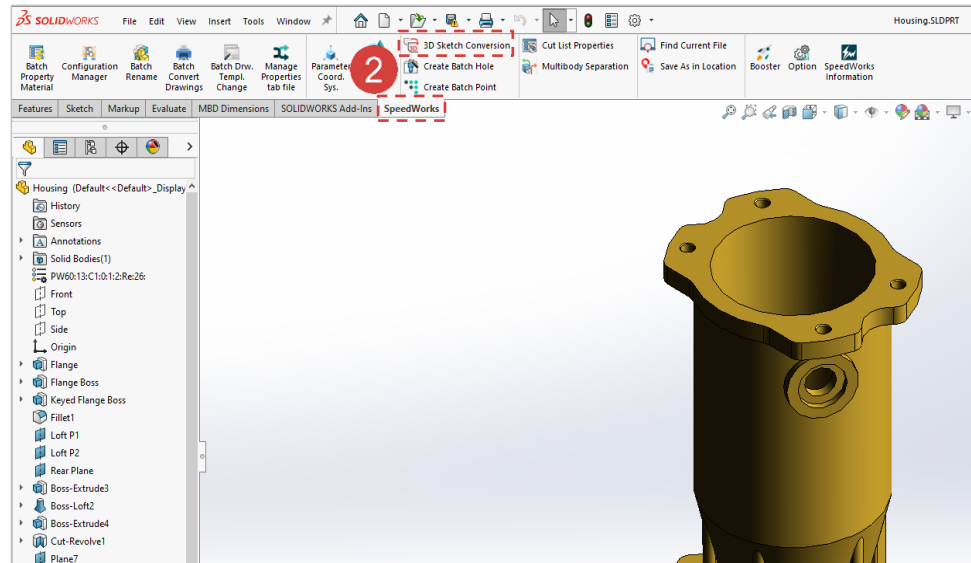 SOLIDWORKS File Edit View Insert Tools Window Housing.SLDPRT
Batch Property Material
Configuration Manager
Batch Rename
Batch Convert Drawings
Batch Drw. Templ. Change
Manage Properties tab file
Parameter Coord. Sys.
2
3D Sketch Conversion
Create Batch Hole
Create Batch Point
Cut List Properties
Multibody Separation
Find Current File
Save As in Location
Booster
Option
SpeedWorks Information
Features Sketch Markup Evaluate MBD Dimensions SOLIDWORKS Add-Ins SpeedWorks
Housing (Default<<Default>_Display
History
Sensors
Annotations
Solid Bodies(1)
PW60:13:C1:0:1:2:Re:26:
Front
Top
Side
Origin
Flange
Flange Boss
Keyed Flange Boss
Fillet1
Loft P1
Loft P2
Rear Plane
Boss-Extrude3
Boss-Loft2
Boss-Extrude4
Cut-Revolve1
Plane7